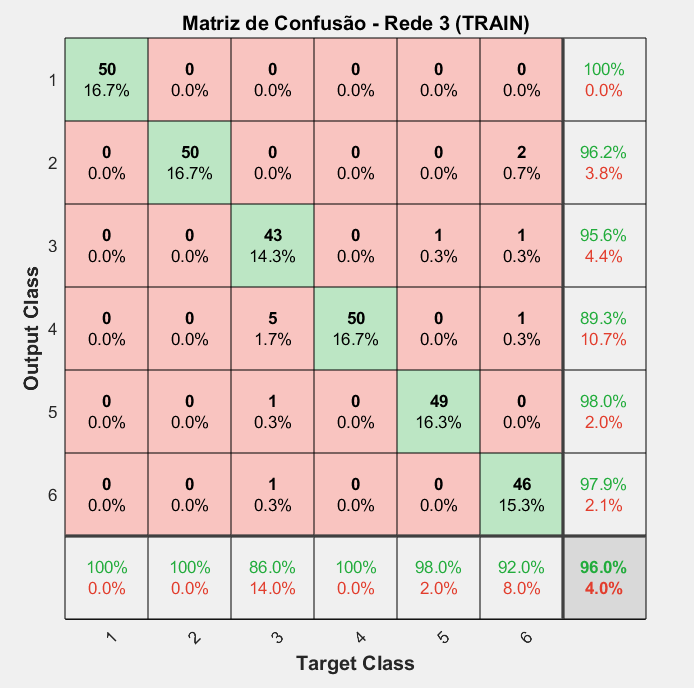 Matriz de Confusão - Rede 3 (TRAIN)
50 0 0 0 0 0 100%
1
16.7% 0.0% 0.0% 0.0% 0.0% 0.0% 0.0%
0 50 0 0 0 2 96.2%
2
0.0% 16.7% 0.0% 0.0% 0.0% 0.7% 3.8%
0 0 43 0 1 1 95.6%
3
0.0% 0.0% 14.3% 0.0% 0.3% 0.3% 4.4%
Output Class
0 0 5 50 0 1 89.3%
4
0.0% 0.0% 1.7% 16.7% 0.0% 0.3% 10.7%
0 0 1 0 49 0 98.0%
5
0.0% 0.0% 0.3% 0.0% 16.3% 0.0% 2.0%
0 0 1 0 0 46 97.9%
6
0.0% 0.0% 0.3% 0.0% 0.0% 15.3% 2.1%
100% 100% 86.0% 100% 98.0% 92.0% 96.0%
0.0% 0.0% 14.0% 0.0% 2.0% 8.0% 4.0%
1 2 3 4 5 6
Target Class